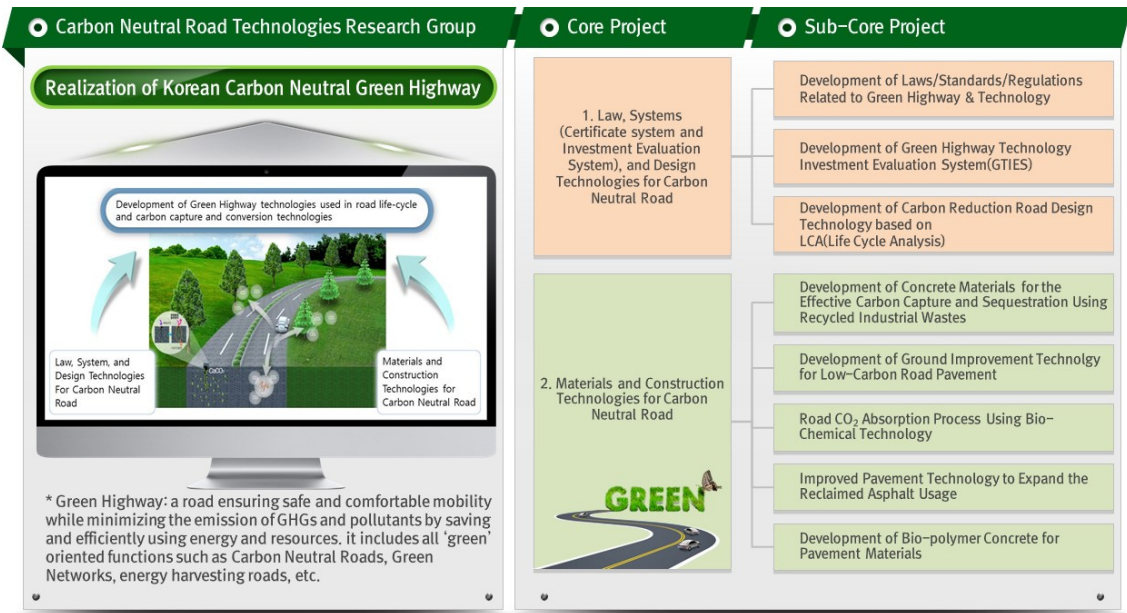 Carbon Neutral Road Technologies Research Group
Core Project
Sub-Core Project
Realization of Korean Carbon Neutral Green Highway
Development of Green Highway technologies used in road life-cycle
and carbon capture and conversion technologies
CaCO₃
Law, System, and
Design Technologies
For Carbon Neutral
Road
Materials and
Construction
Technologies for
Carbon Neutral Road
* Green Highway: a road ensuring safe and comfortable mobility
while minimizing the emission of GHGs and pollutants by saving
and efficiently using energy and resources. it includes all ‘green’
oriented functions such as Carbon Neutral Roads, Green
Networks, energy harvesting roads, etc.
1. Law, Systems
(Certificate system and
Investment Evaluation
System), and Design
Technologies for Carbon
Neutral Road
Development of Laws/Standards/Regulations
Related to Green Highway & Technology
Development of Green Highway Technology
Investment Evaluation System(GTIES)
Development of Carbon Reduction Road Design
Technology based on
LCA(Life Cycle Analysis)
2. Materials and Construction
Technologies for Carbon
Neutral Road
GREEN
Development of Concrete Materials for the
Effective Carbon Capture and Sequestration Using
Recycled Industrial Wastes
Development of Ground Improvement Technolgy
for Low-Carbon Road Pavement
Road CO₂ Absorption Process Using Bio-
Chemical Technology
Improved Pavement Technology to Expand the
Reclaimed Asphalt Usage
Development of Bio-polymer Concrete for
Pavement Materials